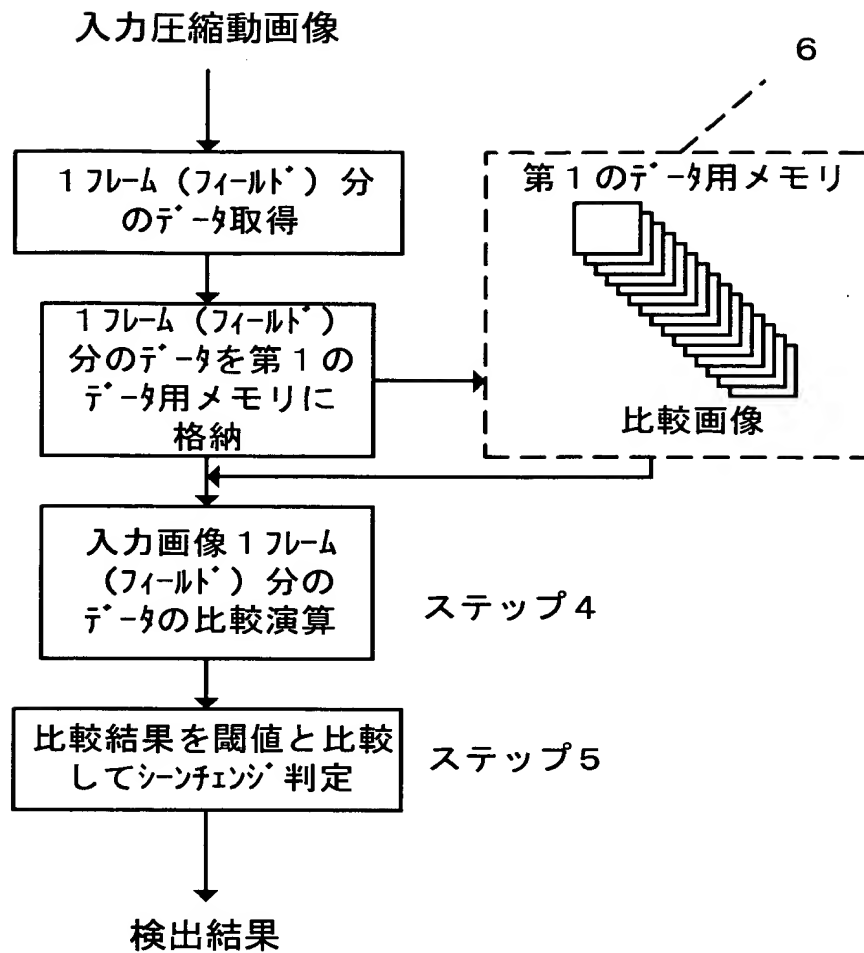 入力圧縮動画像
6
1フレーム(フィールド)分
のデータ取得
第1のデータ用メモリ
1フレーム(フィールド)
分のデータを第1の
データ用メモリに
格納
比較画像
入力画像1フレーム
(フィールド)分の
データの比較演算
ステップ4
比較結果を閾値と比較
してシーンチェンジ判定
ステップ5
検出結果